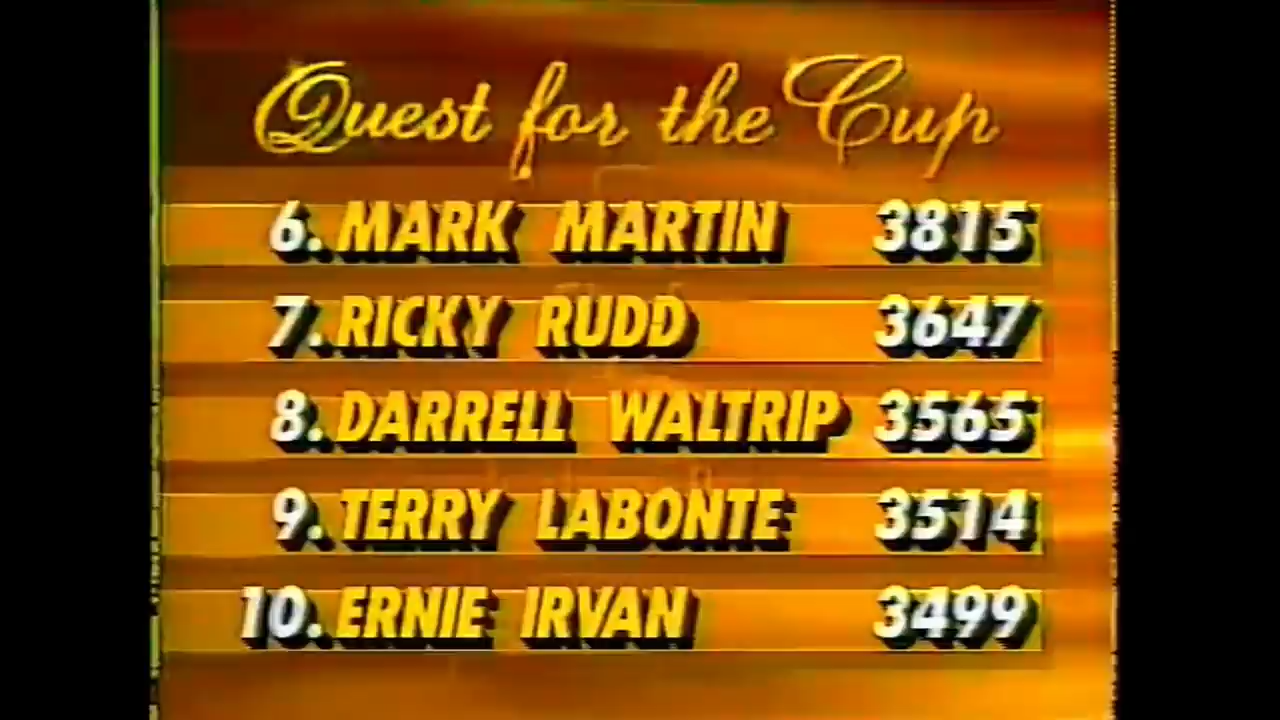 Quest for the Cup
6. MARK MARTIN 3815
7. RICKY RUDD 3647
8. DARRELL WALTRIP 3565
9. TERRY LABONTE 3514
10. ERNIE IRVAN 3499